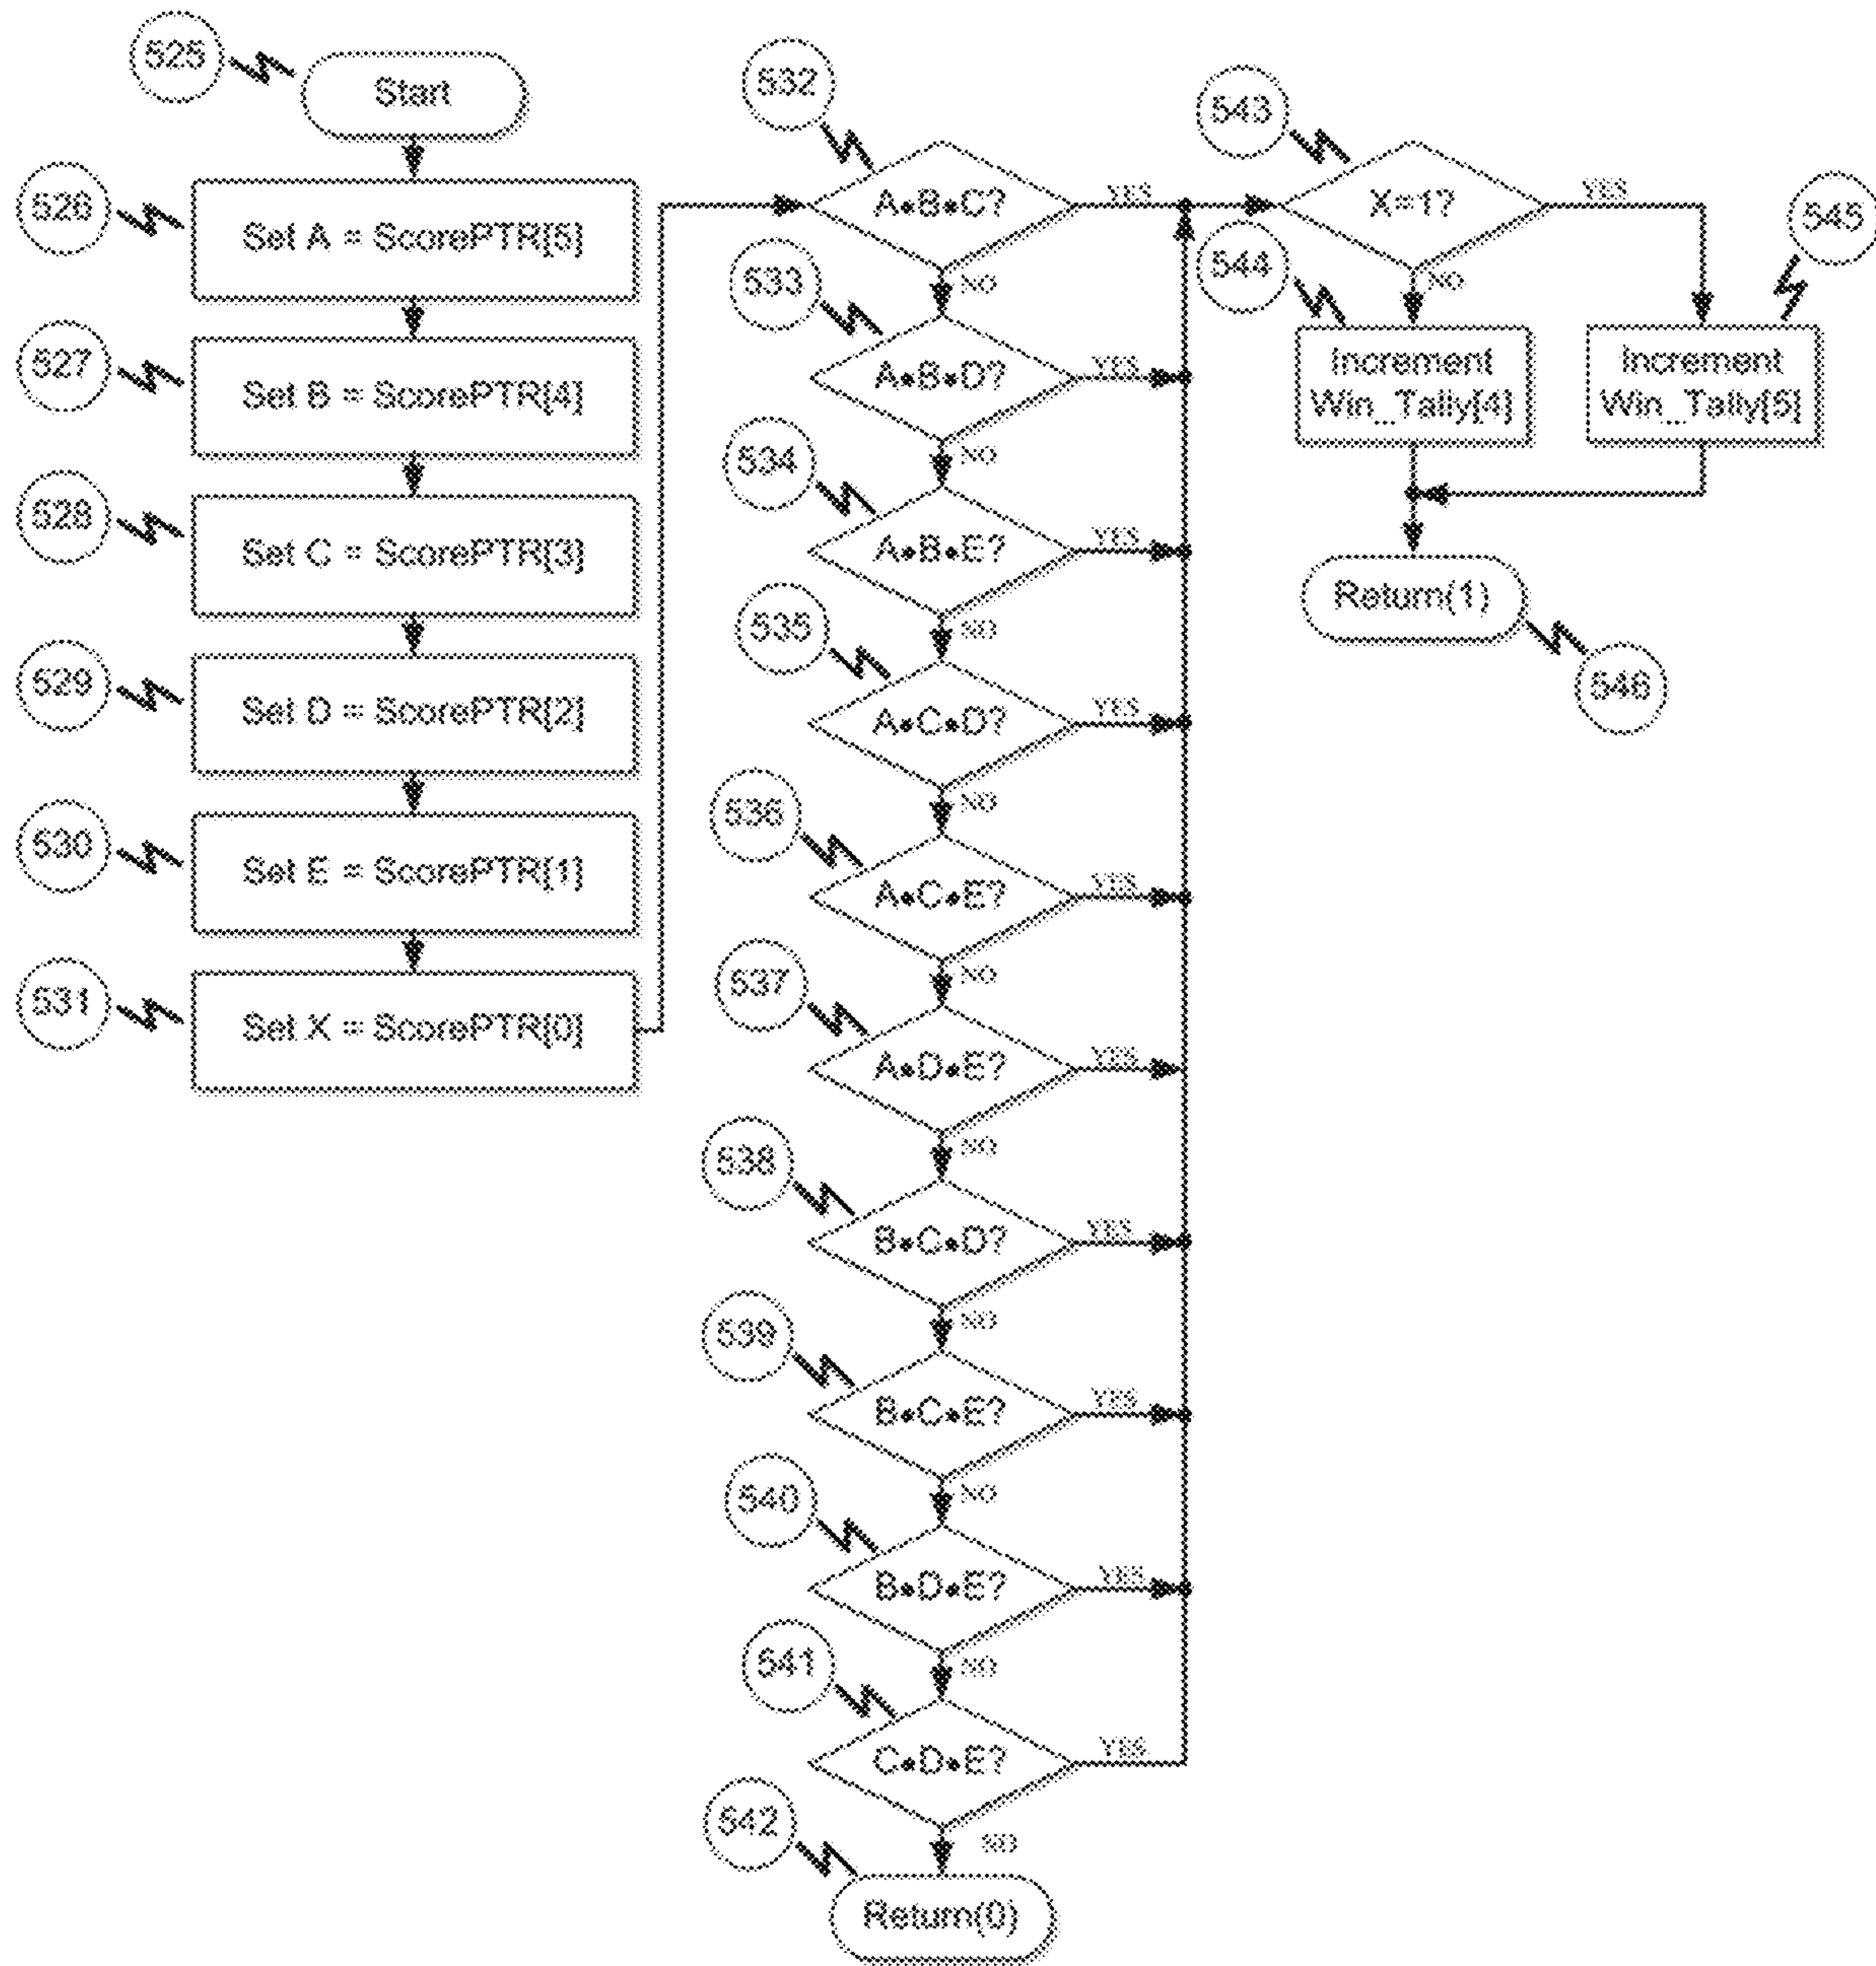 525
Start
526
Set A = ScorePTR[5]
527
Set B = ScorePTR[4]
528
Set C = ScorePTR[3]
529
Set D = ScorePTR[2]
530
Set E = ScorePTR[1]
531
Set X = ScorePTR[0]
532
A•B•C?
YES
NO
533
A•B•D?
YES
NO
534
A•B•E?
YES
NO
535
A•C•D?
YES
NO
536
A•C•E?
YES
NO
537
A•D•E?
YES
NO
538
B•C•D?
YES
NO
539
B•C•E?
YES
NO
540
B•D•E?
YES
NO
541
C•D•E?
YES
NO
542
Return(0)
543
X=1?
YES
NO
544
Increment
Win_Tally[4]
545
Increment
Win_Tally[5]
Return(1)
546